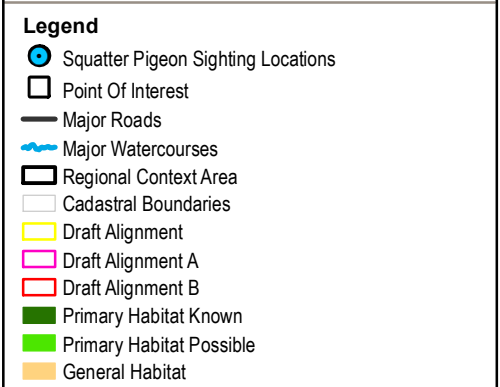 Legend
Squatter Pigeon Sighting Locations
Point Of Interest
Major Roads
Major Watercourses
Regional Context Area
Cadastral Boundaries
Draft Alignment
Draft Alignment A
Draft Alignment B
Primary Habitat Known
Primary Habitat Possible
General Habitat